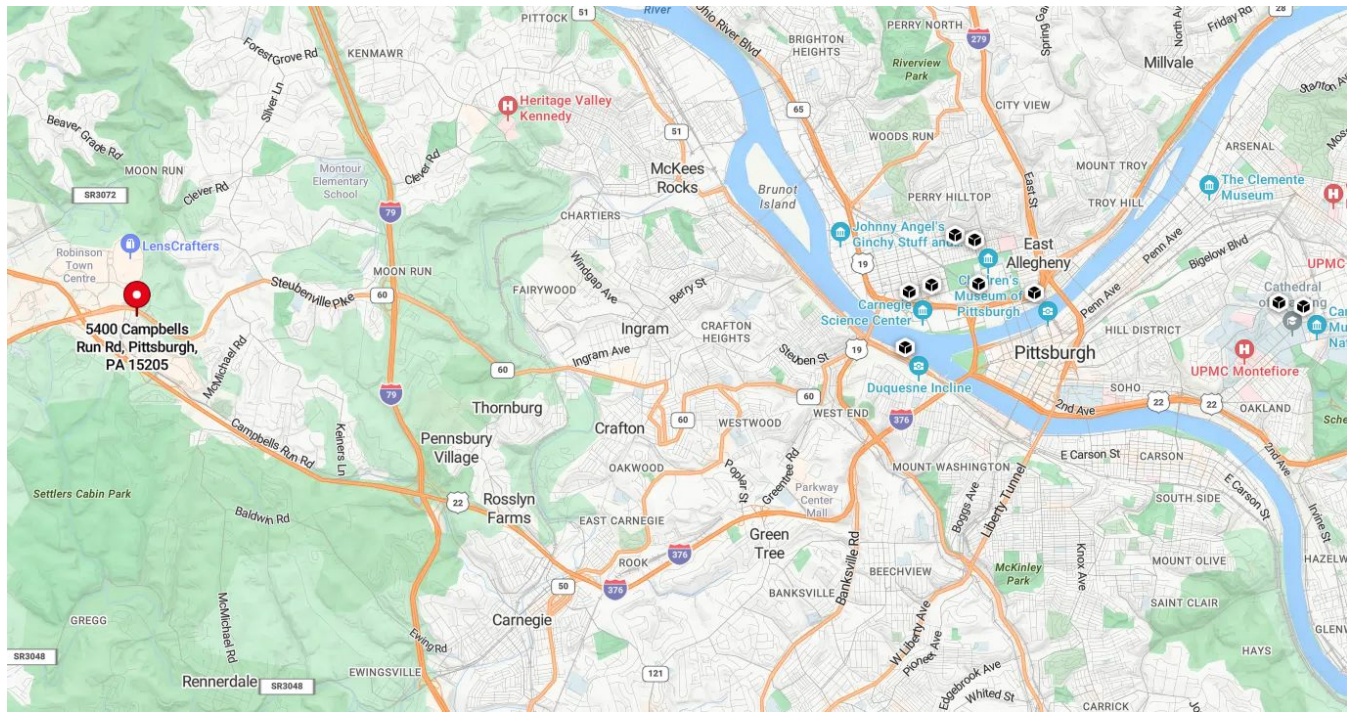 PITTOCK
51
River
Ohio River Blvd
PERRY NORTH
279
28
Friday Rd
Forest Grove Rd
KENMAWR
BRIGHTON
HEIGHTS
Riverview
Park
Millvale
Silver Ln
Heritage Valley
Kennedy
65
CITY VIEW
Stanton Ave
Beaver Grade Rd
51
WOODS RUN
ARSENAL
MOON RUN
Montour
Elementary
School
Clever Rd
McKees
Rocks
MOUNT TROY
East St
SR3072
Clever Rd
Brunot
Island
PERRY HILLTOP
TROY HILL
The Clemente
Museum
79
CHARTIERS
Johnny Angel's
Ginchy Stuff and
Penn Ave
Robinson
Town
Centre
LensCrafters
East
Allegheny
Bigelow Blvd
UPMC
MOON RUN
Windgap Ave
19
Steubenville Pike
60
FAIRYWOOD
Berry St
Children's
Museum of
Pittsburgh
Penn Ave
Cathedral
Carnegie
Science Center
5400 Campbells
Run Rd, Pittsburgh,
PA 15205
Ingram
CRAFTON
HEIGHTS
HILL DISTRICT
McMichael Rd
Ingram Ave
Steuben St
19
Pittsburgh
UPMC Montefiore
60
Duquesne Incline
SOHO
79
60
2nd Ave
22
22
OAKLAND
Thornburg
60
WESTWOOD
WEST END
376
Crafton
Campbells Run Rd
Keiners Ln
Pennsbury
Village
OAKWOOD
Poplar St
Greentree Rd
MOUNT WASHINGTON
E Carson St
CARSON
2nd Ave
Settlers Cabin Park
22
Rosslyn
Farms
Parkway
Center
Mall
Boggs Ave
Liberty Tunnel
SOUTH SIDE
E Carson St
Baldwin Rd
EAST CARNEGIE
Green
Tree
Irvine St
376
ROOK
Banksville Rd
Knox Ave
MOUNT OLIVE
50
376
BEECHVIEW
McKinley
Park
BANKSVILLE
SAINT CLAIR
McMichael Rd
GREGG
Carnegie
W Liberty Ave
Ewing Rd
Pioneer Ave
HAYS
SR3048
EWINGSVILLE
121
Edgebrook Ave
Rennerdale
SR3048
Whited St
CARRICK